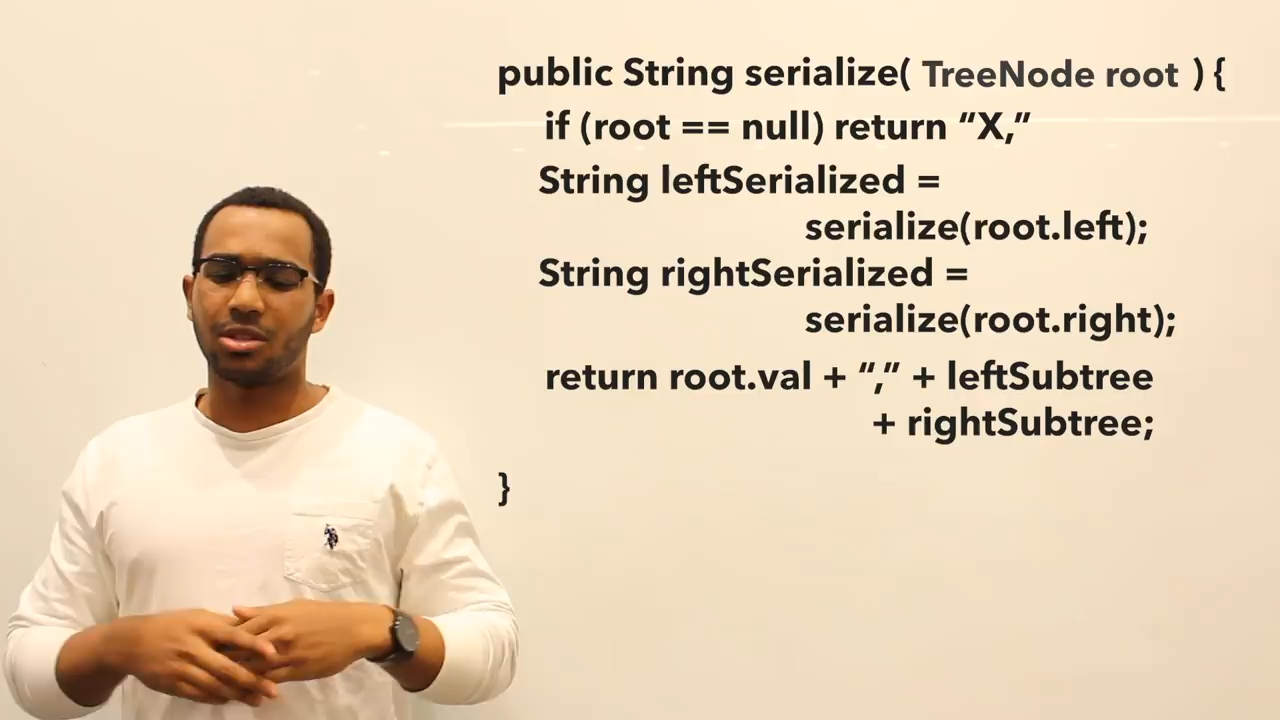 public String serialize( TreeNode root ) {
if (root == null) return “X,”
String leftSerialized =
serialize(root.left);
String rightSerialized =
serialize(root.right);
return root.val + “,” + leftSubtree
+ rightSubtree;
}